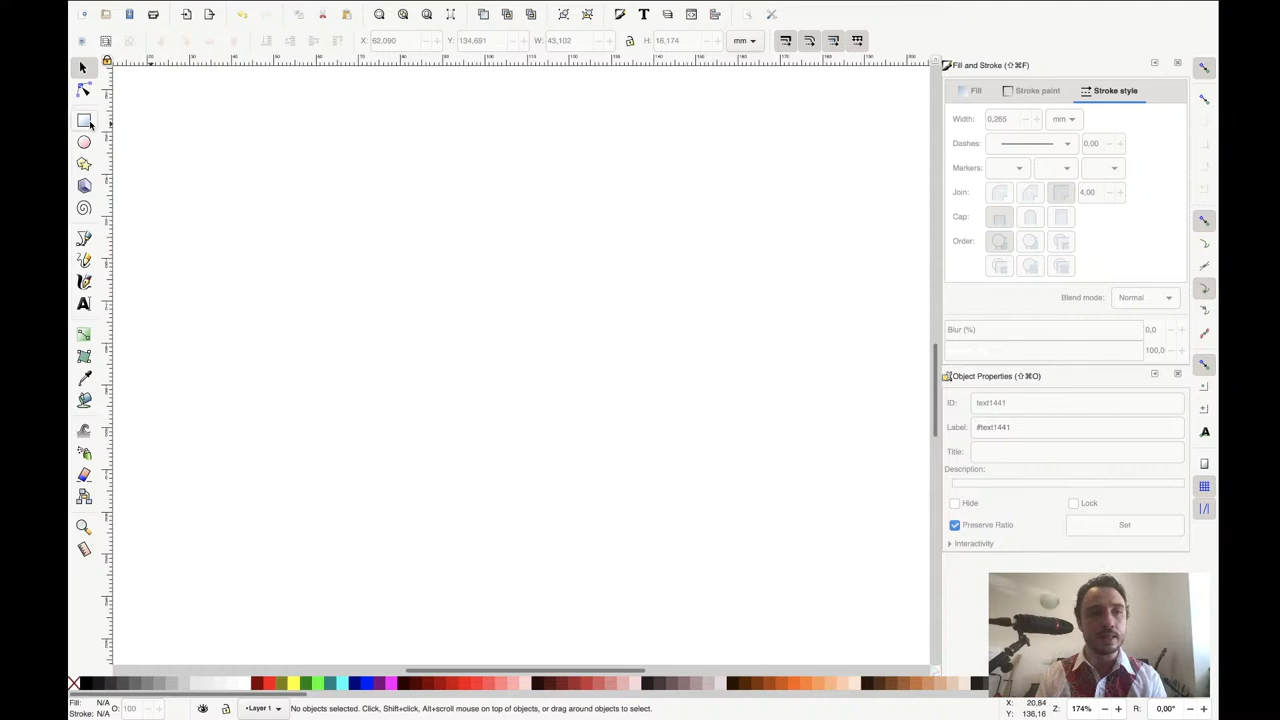 X: 62,090 Y: 134,691 W: 43,102 H: 16,174 mm
Fill and Stroke (⇧⌘F)
Fill Stroke paint Stroke style
Width: 0,265 mm
Dashes: 0,00
Markers:
Join: 4,00
Cap:
Order:
Blend mode: Normal
Blur (%) 0,0
100,0
Object Properties (⇧⌘O)
ID: text1441
Label: #text1441
Title:
Description:
Hide Lock
Preserve Ratio Set
Interactivity
Fill: N/A
Stroke: N/A
O: 100
•Layer 1
No objects selected. Click, Shift+click, Alt+scroll mouse on top of objects, or drag around objects to select.
X: 20,84
Y: 136,16
Z: 174%
R: 0,00°